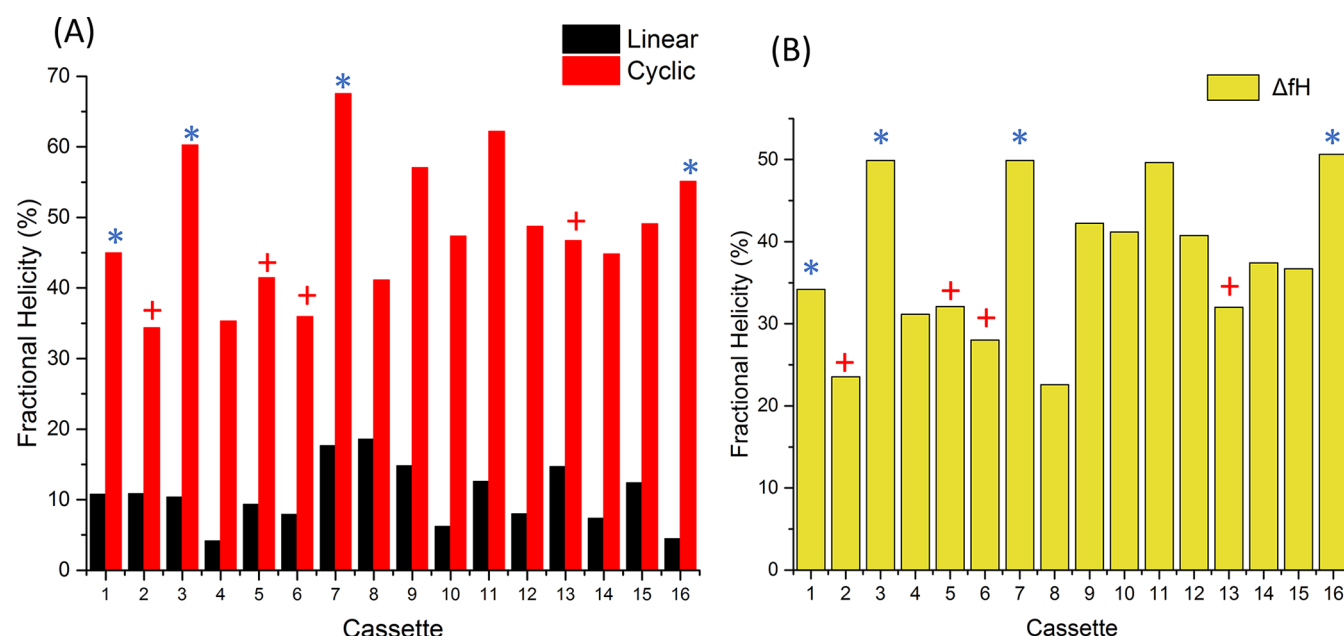 (A)
Linear
Cyclic
70
60
50
40
30
20
10
0
Fractional Helicity (%)
* + * + + * + *
1 2 3 4 5 6 7 8 9 10 11 12 13 14 15 16
Cassette
(B)
ΔfH
50
40
30
20
10
0
Fractional Helicity (%)
* + * + + * + *
1 2 3 4 5 6 7 8 9 10 11 12 13 14 15 16
Cassette